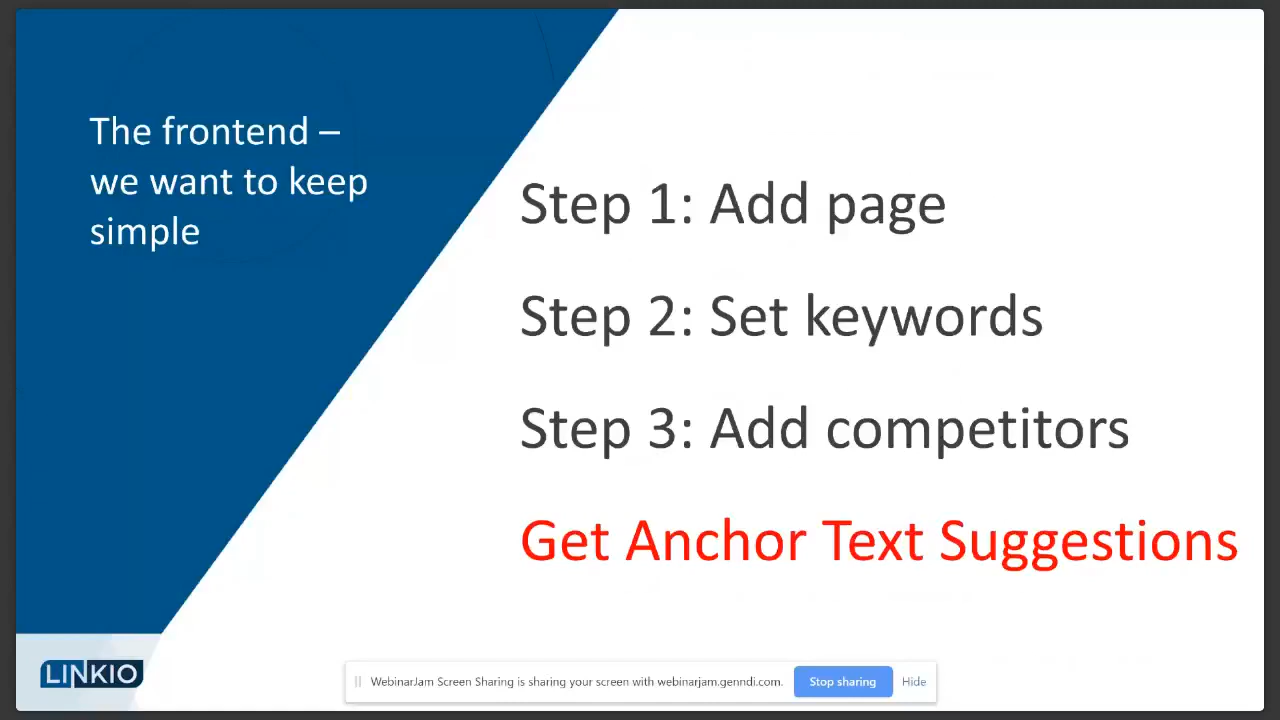 The frontend –
we want to keep
simple
Step 1: Add page
Step 2: Set keywords
Step 3: Add competitors
Get Anchor Text Suggestions
LINKIO
WebinarJam Screen Sharing is sharing your screen with webinarjam.genndi.com. Stop sharing Hide